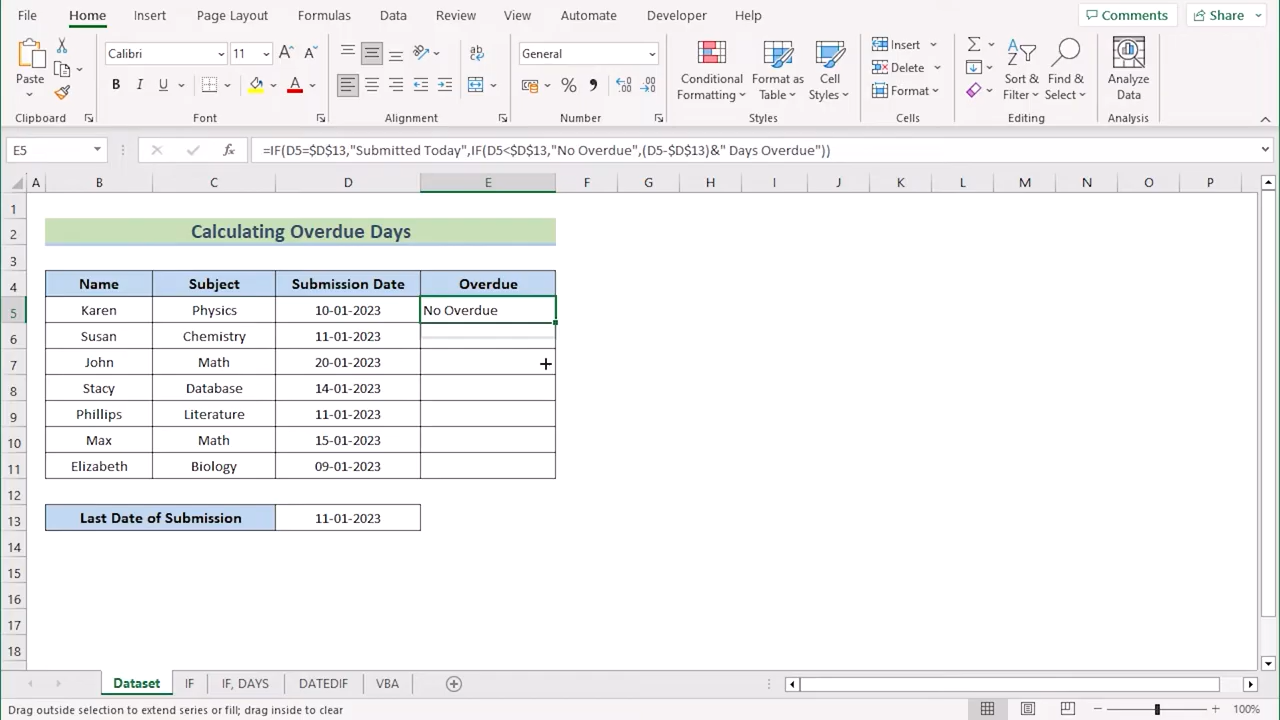 File Home Insert Page Layout Formulas Data Review View Automate Developer Help Comments Share
Paste
Calibri 11
B I U
General
Conditional Formatting
Format as Table
Cell Styles
Insert
Delete
Format
Sort & Filter
Find & Select
Analyze Data
Clipboard Font Alignment Number Styles Cells Editing Analysis
E5 fx =IF(D5=$D$13,"Submitted Today",IF(D5<$D$13,"No Overdue",(D5-$D$13)&" Days Overdue"))
A B C D E F G H I J K L M N O P
1
2 Calculating Overdue Days
3
4 Name Subject Submission Date Overdue
5 Karen Physics 10-01-2023 No Overdue
6 Susan Chemistry 11-01-2023
7 John Math 20-01-2023
8 Stacy Database 14-01-2023
9 Phillips Literature 11-01-2023
10 Max Math 15-01-2023
11 Elizabeth Biology 09-01-2023
12
13 Last Date of Submission 11-01-2023
14
15
16
17
18
Dataset IF IF, DAYS DATEDIF VBA
Drag outside selection to extend series or fill; drag inside to clear 100%